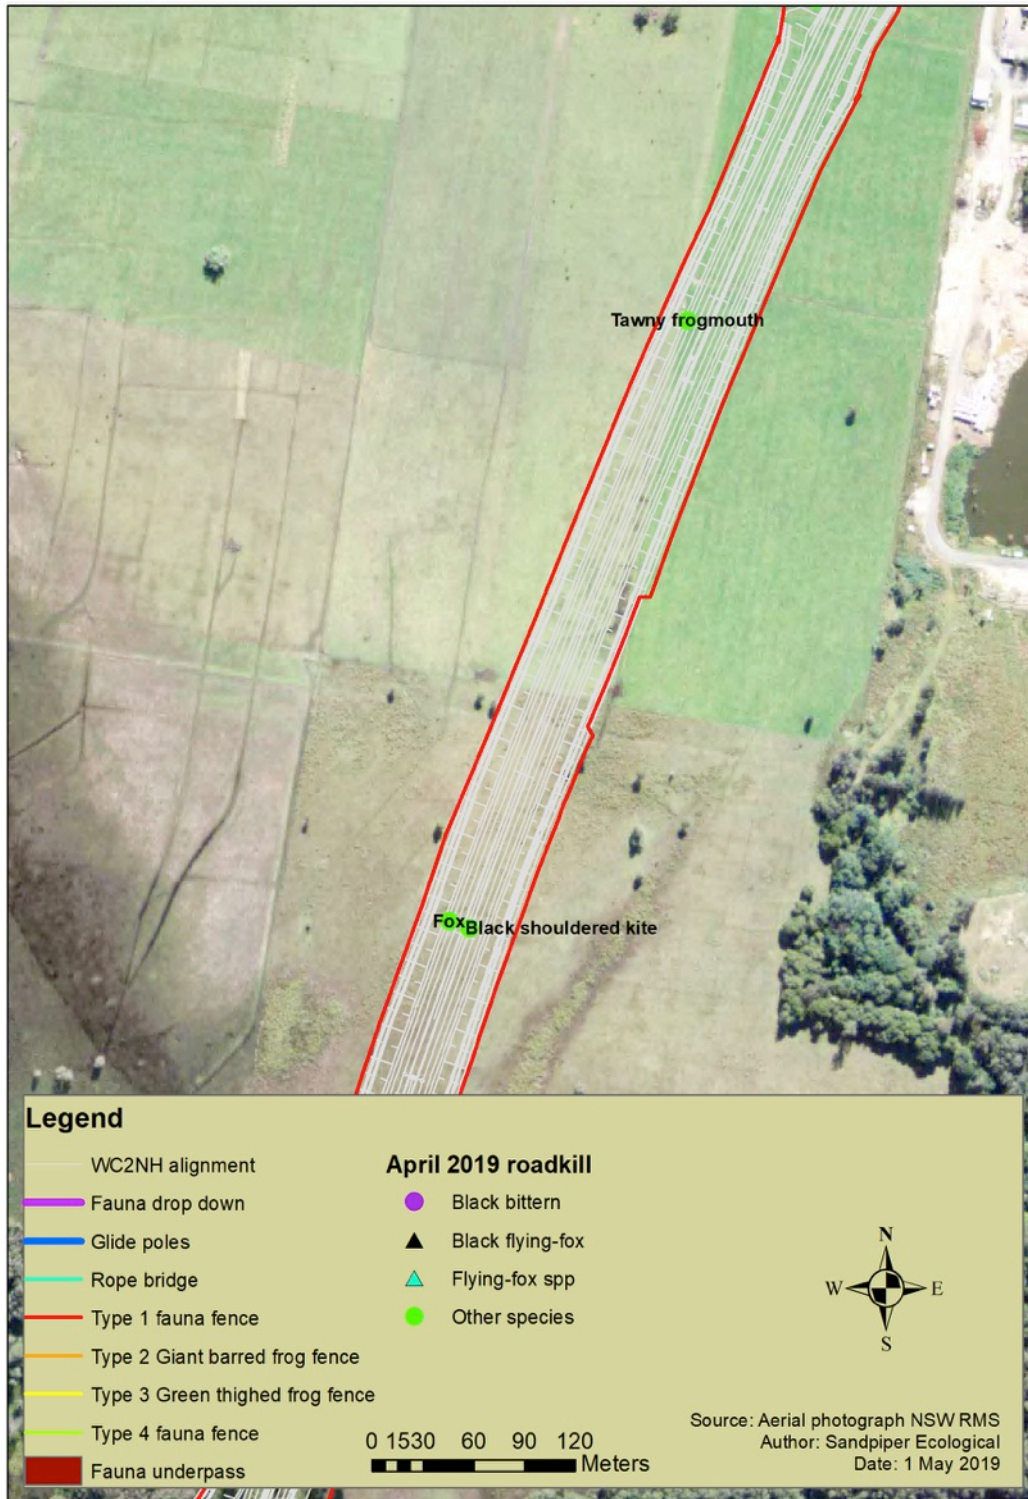 Tawny frogmouth
Fox
Black shouldered kite
Legend
WC2NH alignment
Fauna drop down
Glide poles
Rope bridge
Type 1 fauna fence
Type 2 Giant barred frog fence
Type 3 Green thighed frog fence
Type 4 fauna fence
Fauna underpass
April 2019 roadkill
Black bittern
Black flying-fox
Flying-fox spp
Other species
N
W
E
S
0 15 30 60 90 120
Meters
Source: Aerial photograph NSW RMS
Author: Sandpiper Ecological
Date: 1 May 2019